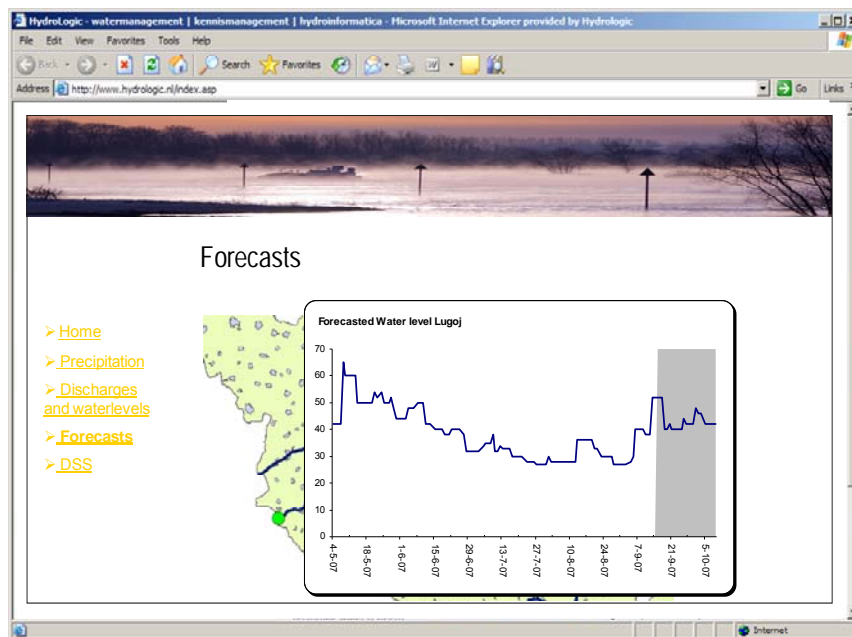 HydroLogic - watermanagement | kennismanagement | hydroinformatica - Microsoft Internet Explorer provided by Hydrologic
File Edit View Favorites Tools Help
Back Search Favorites
Address http://www.hydrologic.nl/index.asp Go Links
Forecasts
Home
Precipitation
Discharges
and waterlevels
Forecasts
DSS
Forecasted Water level Lugoj
70
60
50
40
30
20
10
0
4-5-07 18-5-07 1-6-07 15-6-07 29-6-07 13-7-07 27-7-07 10-8-07 24-8-07 7-9-07 21-9-07 5-10-07
Internet